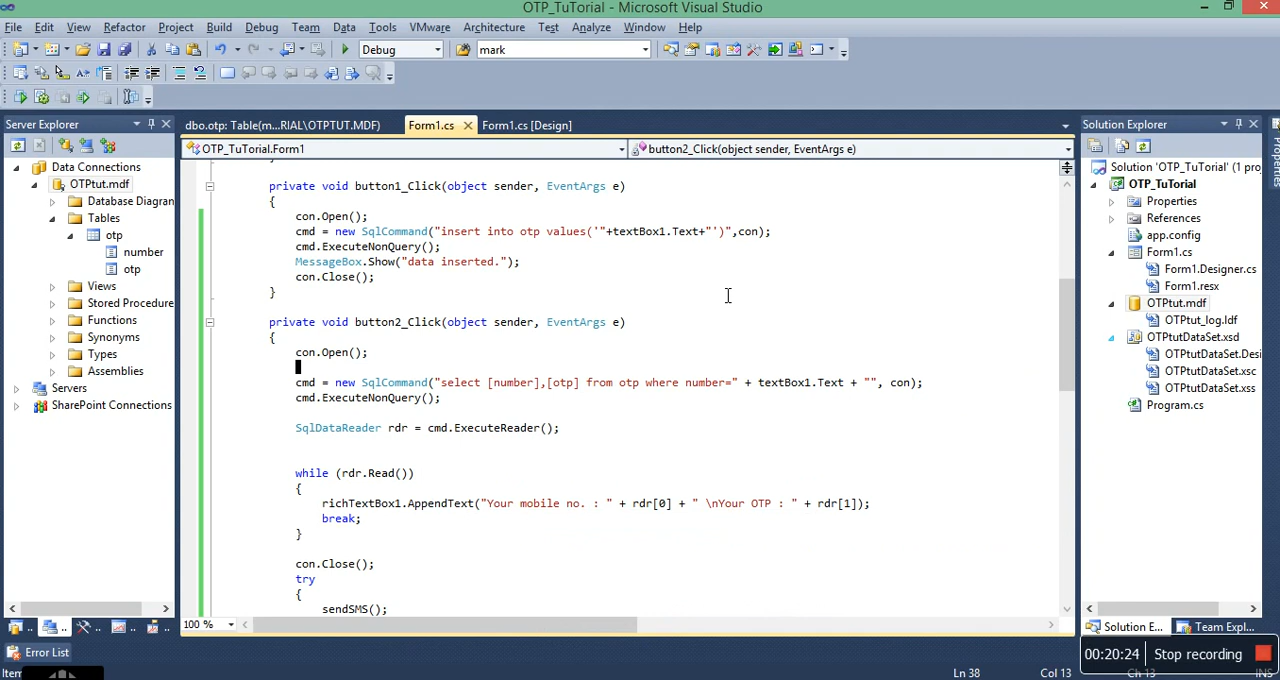 OTP_TuTorial - Microsoft Visual Studio
File Edit View Refactor Project Build Debug Team Data Tools VMware Architecture Test Analyze Window Help
Debug mark
Server Explorer
dbo.otp: Table(m...RIAL\OTPTUT.MDF) Form1.cs Form1.cs [Design]
Solution Explorer
Properties
OTP_TuTorial.Form1 button2_Click(object sender, EventArgs e)
Data Connections
OTPtut.mdf
Database Diagran
Tables
otp
number
otp
Views
Stored Procedure
Functions
Synonyms
Types
Assemblies
Servers
SharePoint Connections
private void button1_Click(object sender, EventArgs e)
{
con.Open();
cmd = new SqlCommand("insert into otp values('"+textBox1.Text+"')",con);
cmd.ExecuteNonQuery();
MessageBox.Show("data inserted.");
con.Close();
}
private void button2_Click(object sender, EventArgs e)
{
con.Open();
cmd = new SqlCommand("select [number],[otp] from otp where number=" + textBox1.Text + "", con);
cmd.ExecuteNonQuery();
SqlDataReader rdr = cmd.ExecuteReader();
while (rdr.Read())
{
richTextBox1.AppendText("Your mobile no. : " + rdr[0] + " \nYour OTP : " + rdr[1]);
break;
}
con.Close();
try
{
sendSMS();
Solution 'OTP_TuTorial' (1 proj
OTP_TuTorial
Properties
References
app.config
Form1.cs
Form1.Designer.cs
Form1.resx
OTPtut.mdf
OTPtut_log.ldf
OTPtutDataSet.xsd
OTPtutDataSet.Desi
OTPtutDataSet.xsc
OTPtutDataSet.xss
Program.cs
100 %
Solution E... Team Expl...
Error List
00:20:24 Stop recording
Item
Ln 38 Col 13 Ch 13 INS